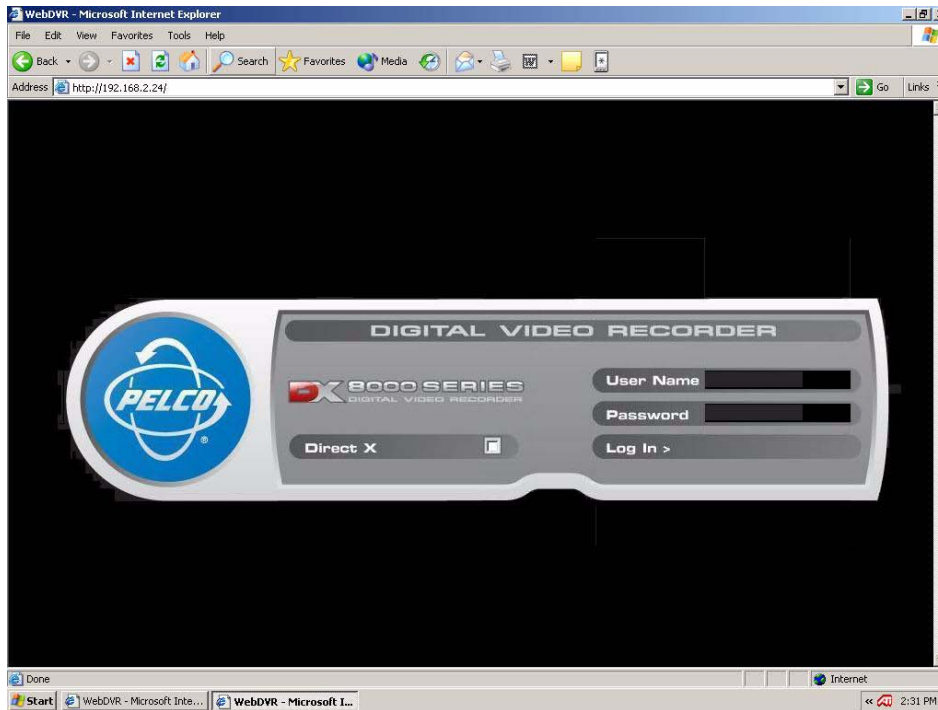 WebDVR - Microsoft Internet Explorer
File Edit View Favorites Tools Help
Back Search Favorites Media
Address http://192.168.2.24/ Go Links
DIGITAL VIDEO RECORDER
PELCO
®
DX 8000 SERIES
DIGITAL VIDEO RECORDER
Direct X
User Name
Password
Log In >
Done Internet
Start WebDVR - Microsoft Inte... WebDVR - Microsoft I... 2:31 PM